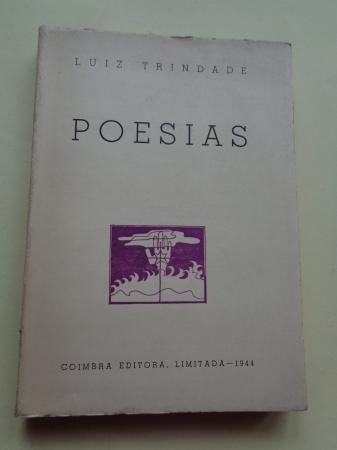 LUIZ TRINDADE
POESIAS
COIMBRA EDITORA, LIMITADA—1944